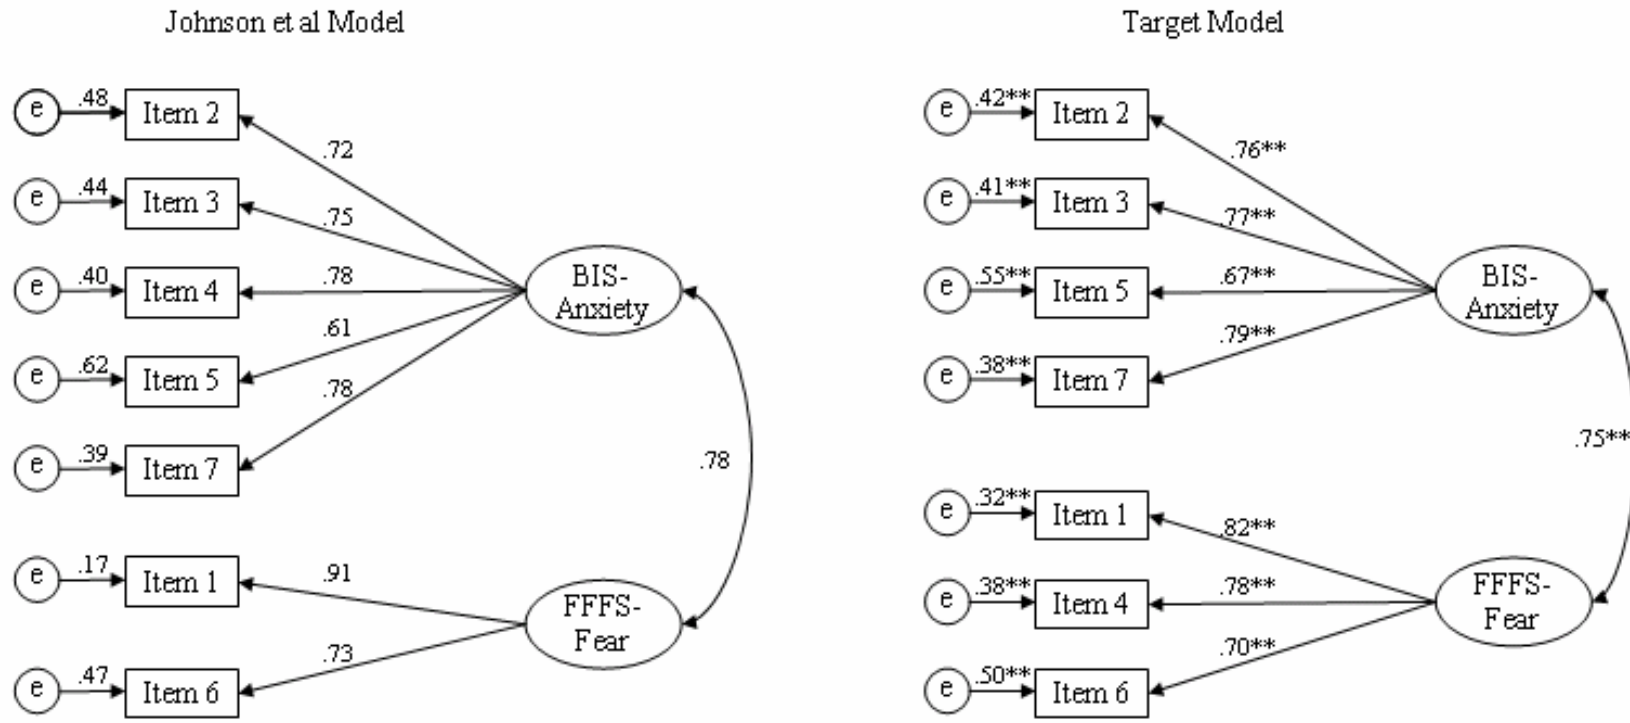 Johnson et al Model
e
.48
Item 2
.72
e
.44
Item 3
.75
e
.40
Item 4
.78
BIS-
Anxiety
.61
e
.62
Item 5
.78
e
.39
Item 7
.78
e
.17
Item 1
.91
FFFS-
Fear
.73
e
.47
Item 6
Target Model
e
.42**
Item 2
.76**
e
.41**
Item 3
.77**
e
.55**
Item 5
.67**
BIS-
Anxiety
.79**
e
.38**
Item 7
.75**
e
.32**
Item 1
.82**
e
.38**
Item 4
.78**
FFFS-
Fear
.70**
e
.50**
Item 6